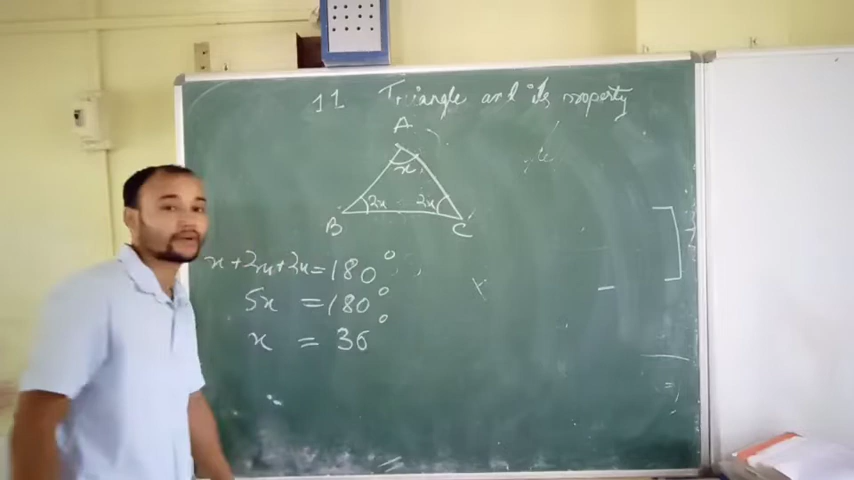 11 Triangle and its property
A
x
2x 2x
B C
x+2x+2x=180°
5x =180°
x = 36°